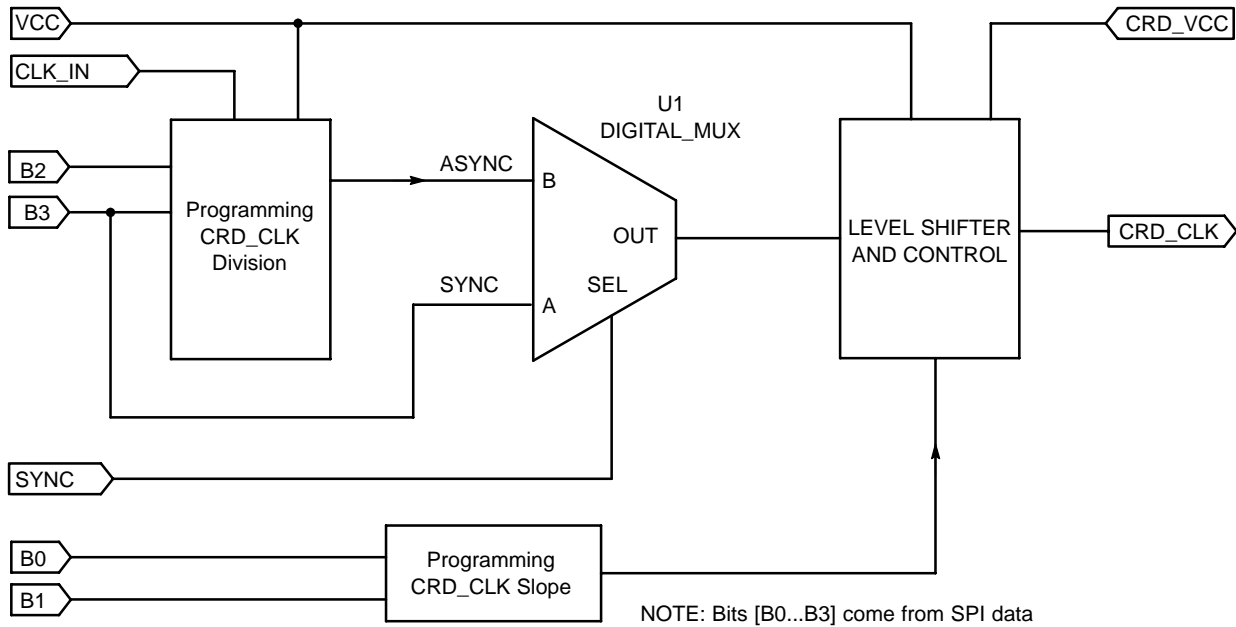 VCC
CRD_VCC
CLK_IN
U1
DIGITAL_MUX
B2
ASYNC
B
B3
Programming
CRD_CLK
Division
OUT
LEVEL SHIFTER
AND CONTROL
CRD_CLK
SYNC
A
SEL
SYNC
B0
Programming
CRD_CLK Slope
B1
NOTE: Bits [B0...B3] come from SPI data